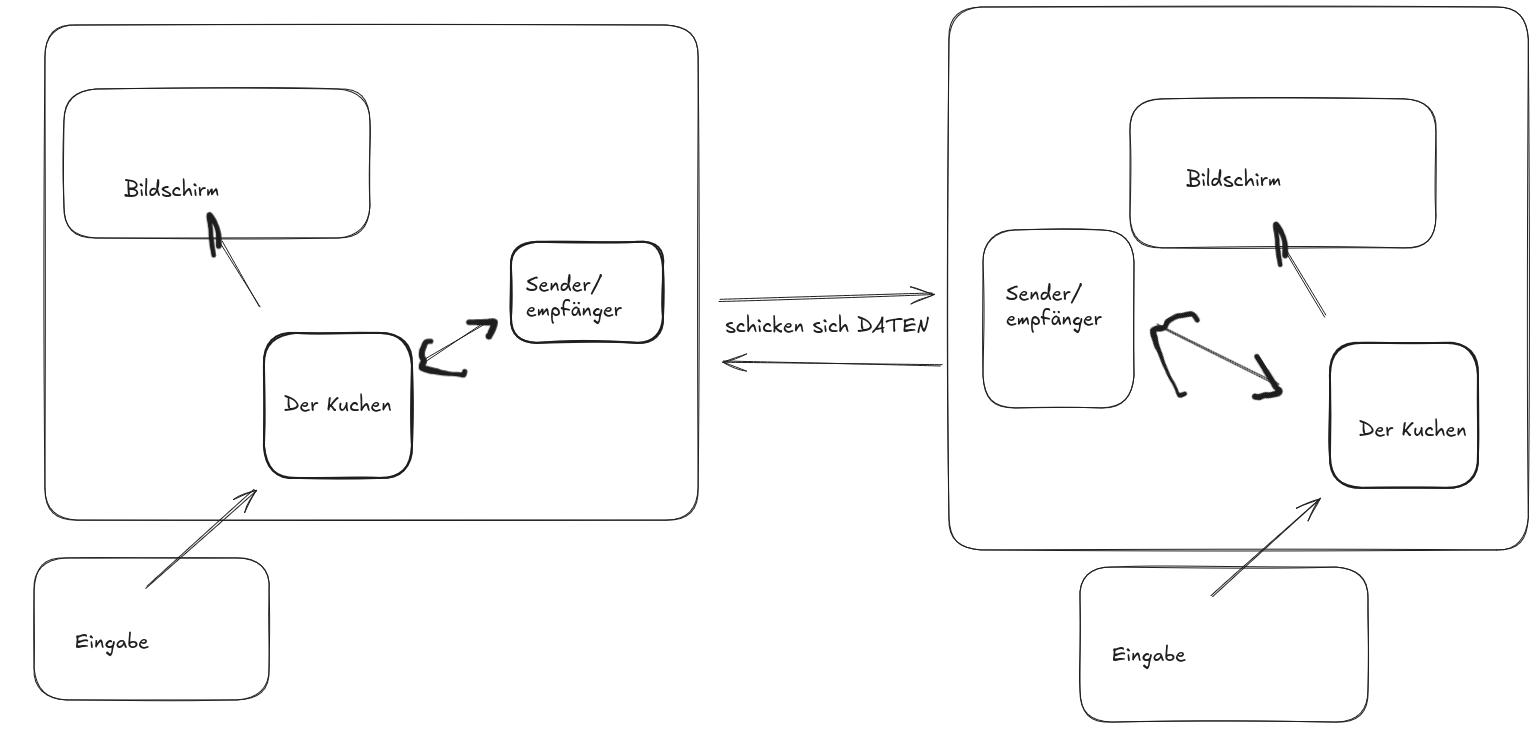 Bildschirm
Sender/
empfänger
Der Kuchen
Eingabe
schicken sich DATEN
Bildschirm
Sender/
empfänger
Der Kuchen
Eingabe